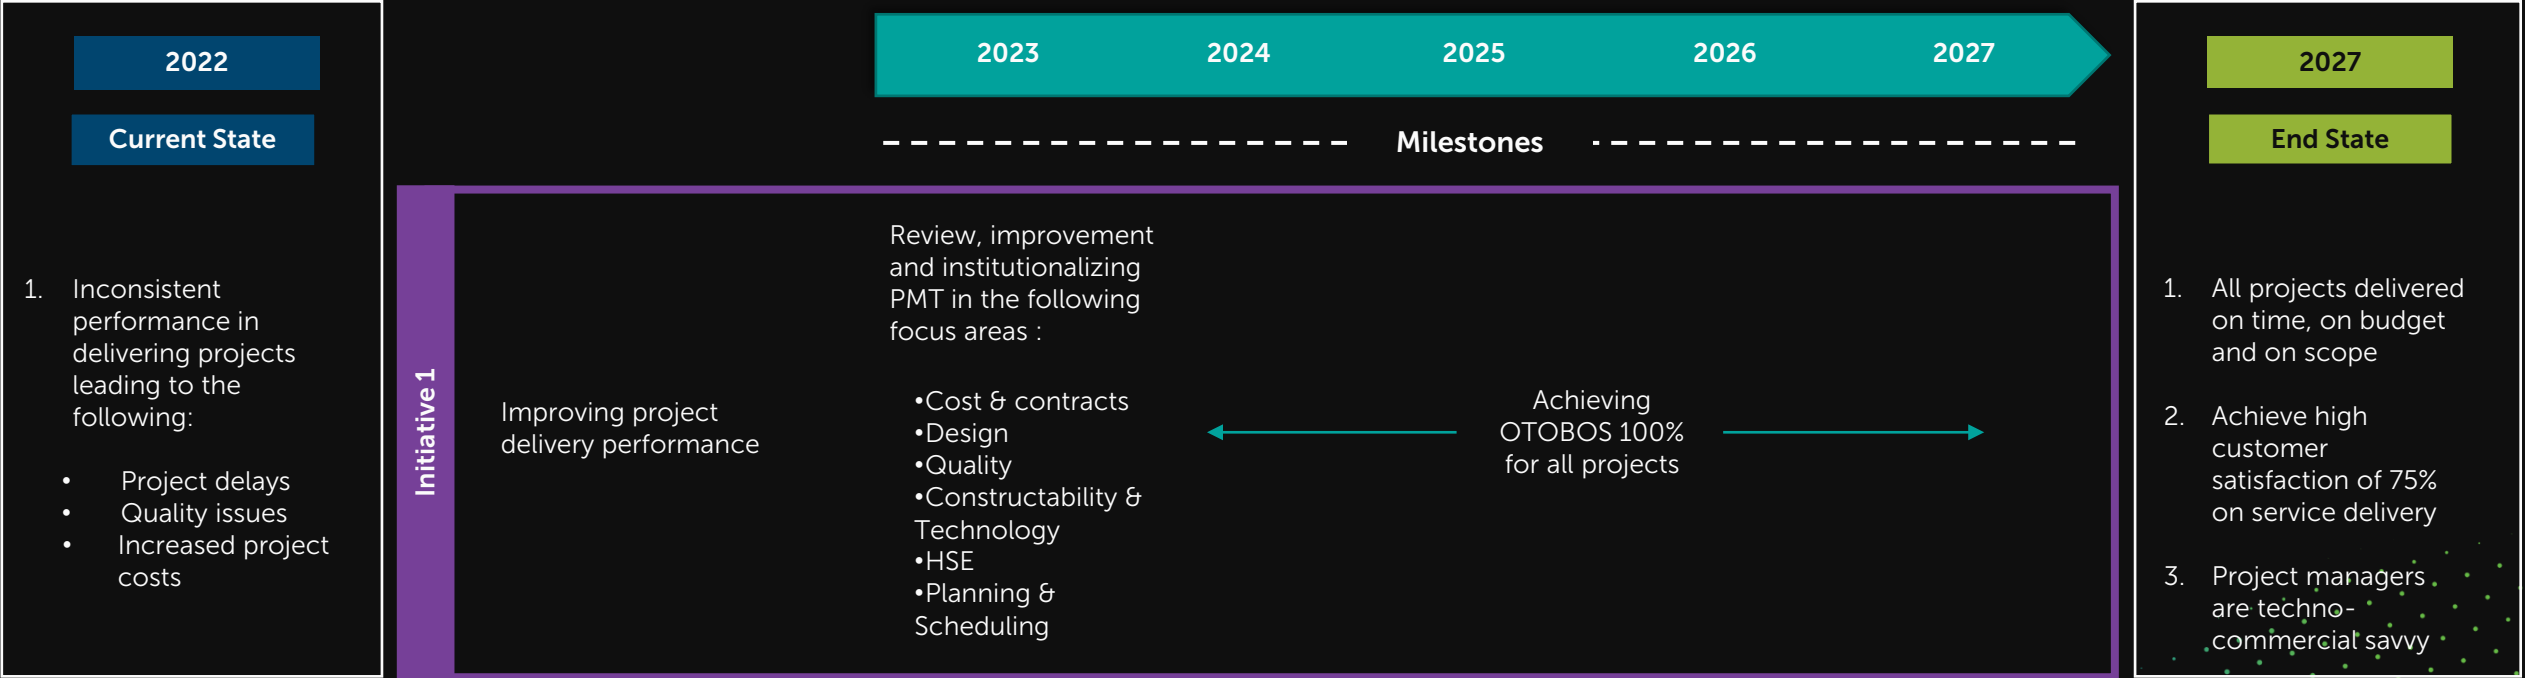 2022
Current State
1. Inconsistent
performance in
delivering projects
leading to the
following:
• Project delays
• Quality issues
• Increased project
costs
2023 2024 2025 2026 2027
Milestones
Initiative 1
Improving project
delivery performance
Review, improvement
and institutionalizing
PMT in the following
focus areas :
•Cost & contracts
•Design
•Quality
•Constructability &
Technology
•HSE
•Planning &
Scheduling
Achieving
OTOBOS 100%
for all projects
2027
End State
1. All projects delivered
on time, on budget
and on scope
2. Achieve high
customer
satisfaction of 75%
on service delivery
3. Project managers
are techno-
commercial savvy